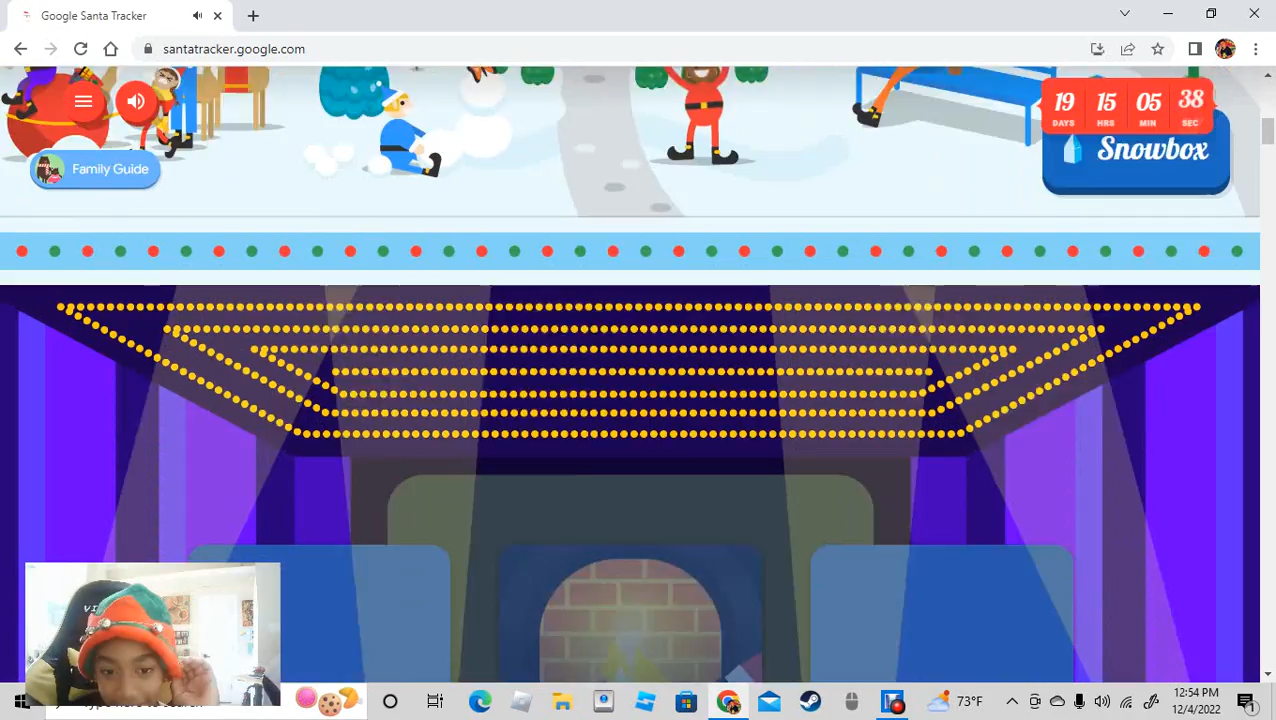 Google Santa Tracker
santatracker.google.com
19 15 05 38
DAYS HRS MIN SEC
Snowbox
Family Guide
73°F
12:54 PM
12/4/2022
1